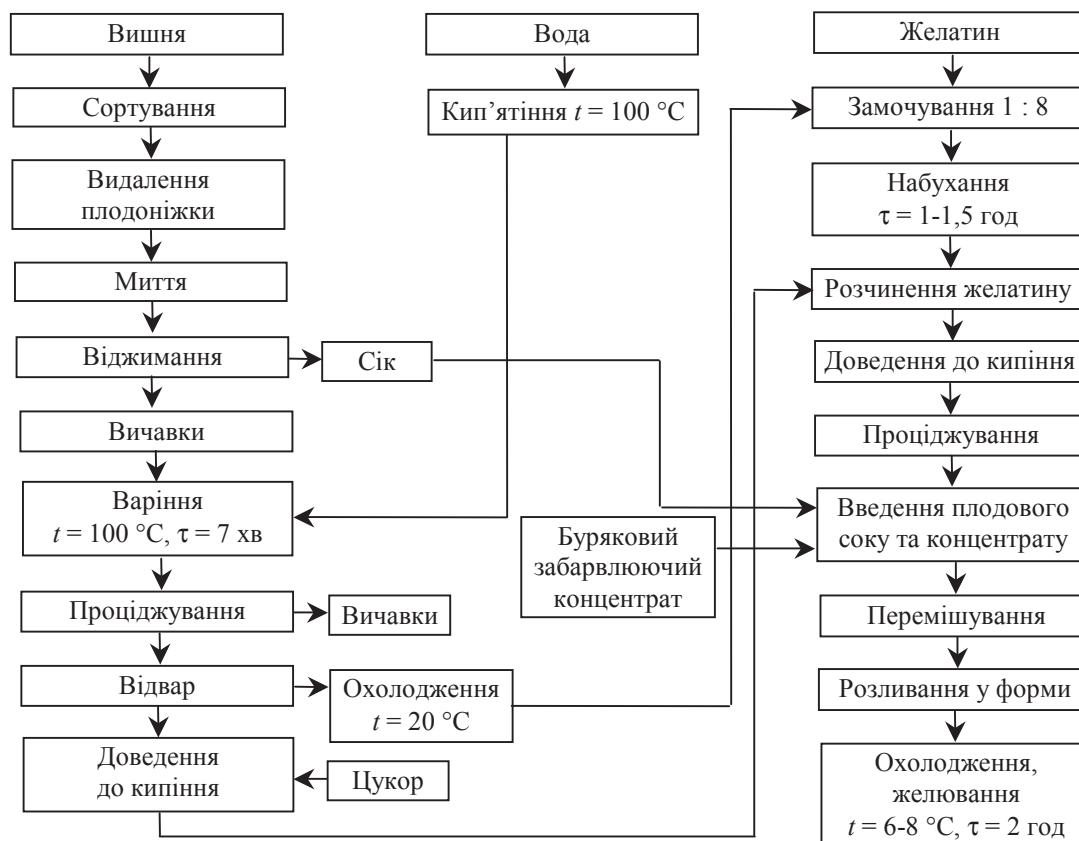 Вишня
Сортування
Видалення
плодоніжки
Миття
Віджимання
Сік
Вичавки
Варіння
t = 100 °C, τ = 7 хв
Проціджування
Вичавки
Відвар
Охолодження
t = 20 °C
Доведення
до кипіння
Цукор
Вода
Кип’ятіння t = 100 °C
Буряковий
забарвлюючий
концентрат
Желатин
Замочування 1 : 8
Набухання
τ = 1-1,5 год
Розчинення желатину
Доведення до кипіння
Проціджування
Введення плодового
соку та концентрату
Перемішування
Розливання у форми
Охолодження,
желювання
t = 6-8 °C, τ = 2 год